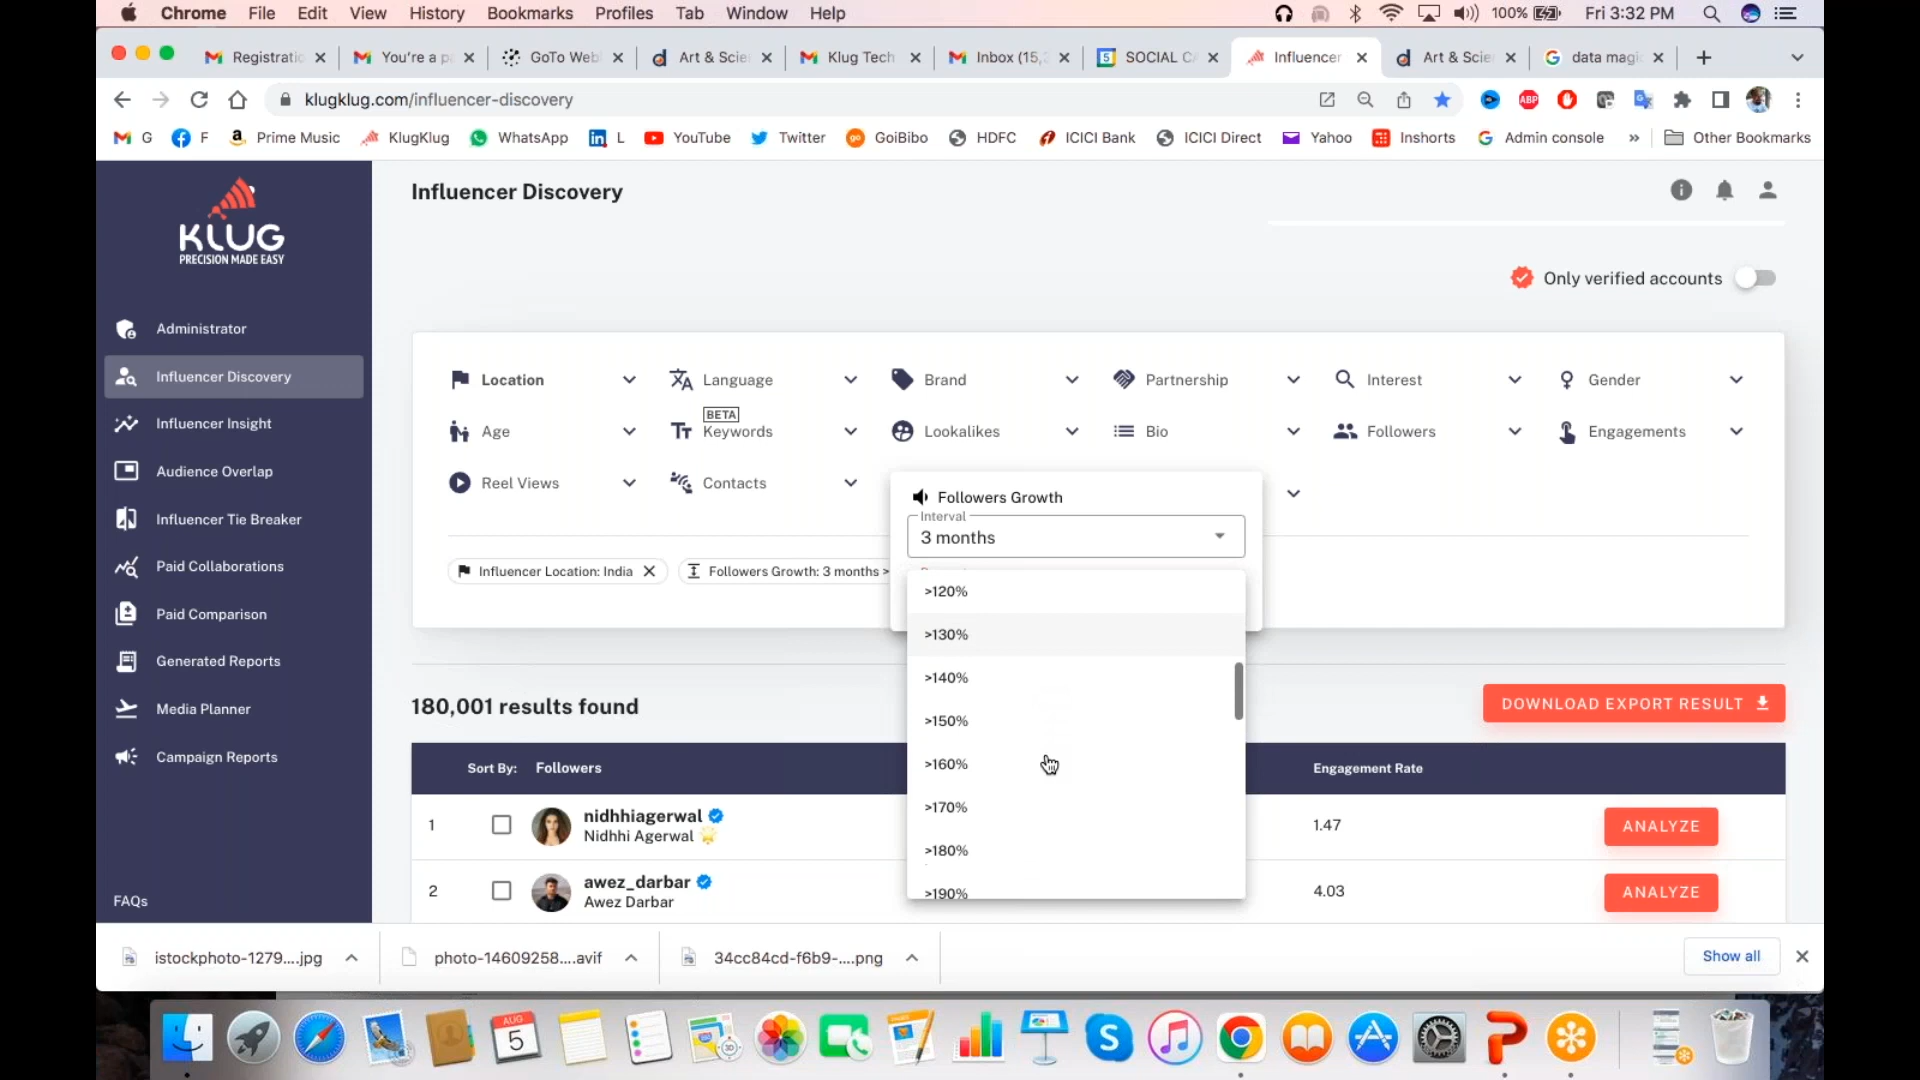 Chrome File Edit View History Bookmarks Profiles Tab Window Help 100% Fri 3:32 PM
Registratio You're a pa GoTo Web Art & Scie Klug Tech Inbox (15, SOCIAL CA Influencer Art & Scie data magi
klugklug.com/influencer-discovery
G F Prime Music KlugKlug WhatsApp L YouTube Twitter GoiBibo HDFC ICICI Bank ICICI Direct Yahoo Inshorts Admin console » Other Bookmarks
KLUG
PRECISION MADE EASY
Administrator
Influencer Discovery
Influencer Insight
Audience Overlap
Influencer Tie Breaker
Paid Collaborations
Paid Comparison
Generated Reports
Media Planner
Campaign Reports
FAQs
Influencer Discovery
Only verified accounts
Location Language Brand Partnership Interest Gender
BETA
Age Keywords Lookalikes Bio Followers Engagements
Reel Views Contacts
Followers Growth
Interval
3 months
Influencer Location: India Followers Growth: 3 months >
>120%
>130%
>140%
>150%
>160%
>170%
>180%
>190%
180,001 results found
DOWNLOAD EXPORT RESULT
Sort By: Followers Engagement Rate
1 nidhhiagerwal 1.47 ANALYZE
Nidhhi Agerwal
2 awez_darbar 4.03 ANALYZE
Awez Darbar
istockphoto-1279....jpg photo-14609258....avif 34cc84cd-f6b9-....png Show all
AUG
5